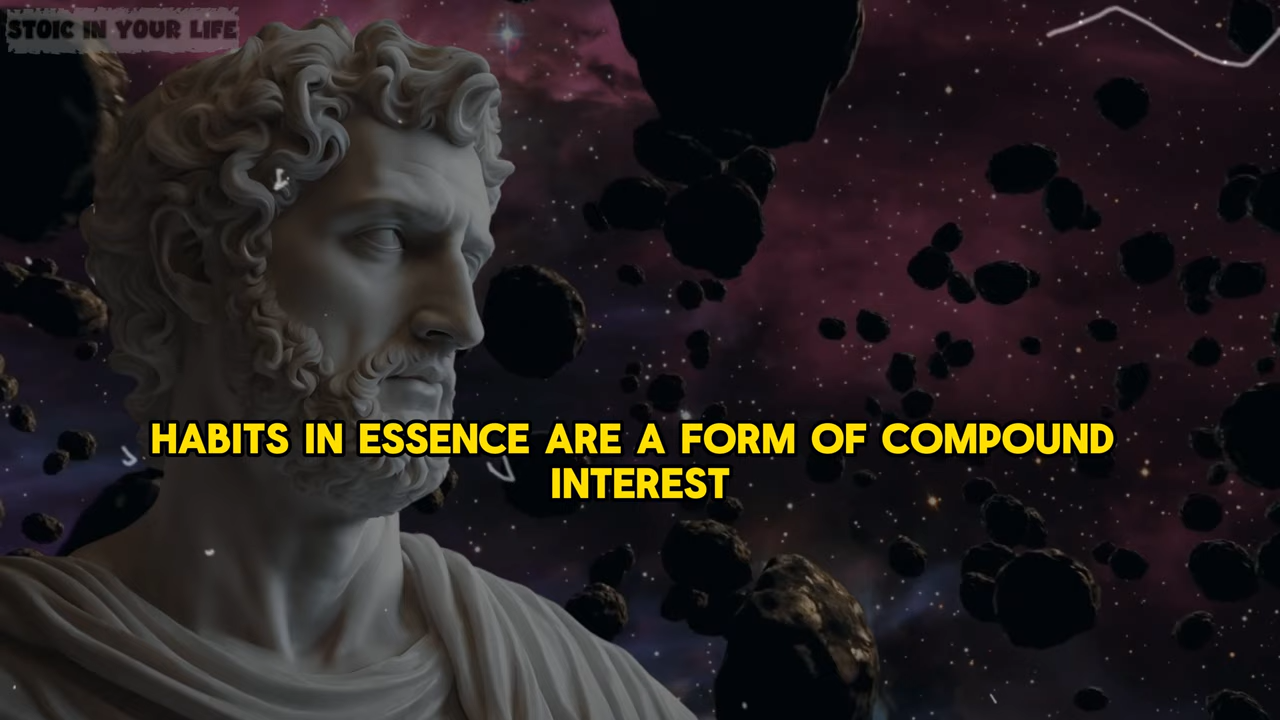 STOIC IN YOUR LIFE
HABITS IN ESSENCE ARE A FORM OF COMPOUND
INTEREST